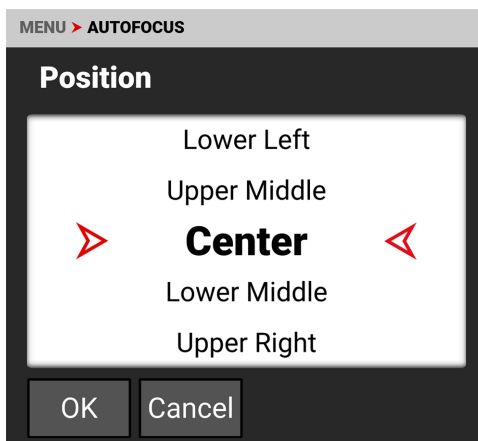 MENU ➤ AUTOFOCUS
Position
Lower Left
Upper Middle
Center
Lower Middle
Upper Right
OK
Cancel